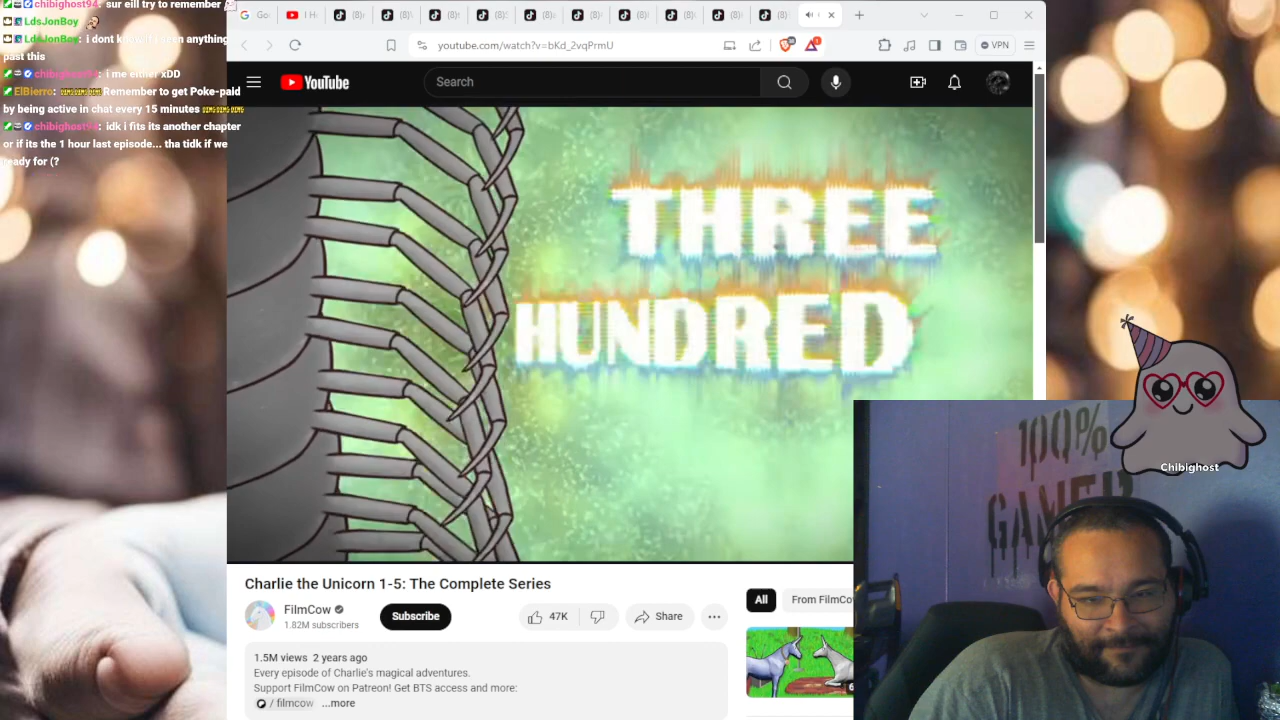 chibighost94: sur eill try to remember
LdsJonBoy
LdsJonBoy: i dont know if i seen anything
past this
chibighost94: i me either xDD
ElBierro: Remember to get Poke-paid
by being active in chat every 15 minutes
chibighost94: idk i fits its another chapter
or if its the 1 hour last episode... tha tidk if we
ready for (?
youtube.com/watch?v=bKd_2vqPrmU
VPN
YouTube
Search
THREE
HUNDRED
100%
GAMER
Chibighost
Charlie the Unicorn 1-5: The Complete Series
FilmCow
1.82M subscribers
Subscribe
47K
Share
All
From FilmCow
1.5M views 2 years ago
Every episode of Charlie's magical adventures.
Support FilmCow on Patreon! Get BTS access and more:
/ filmcow
...more